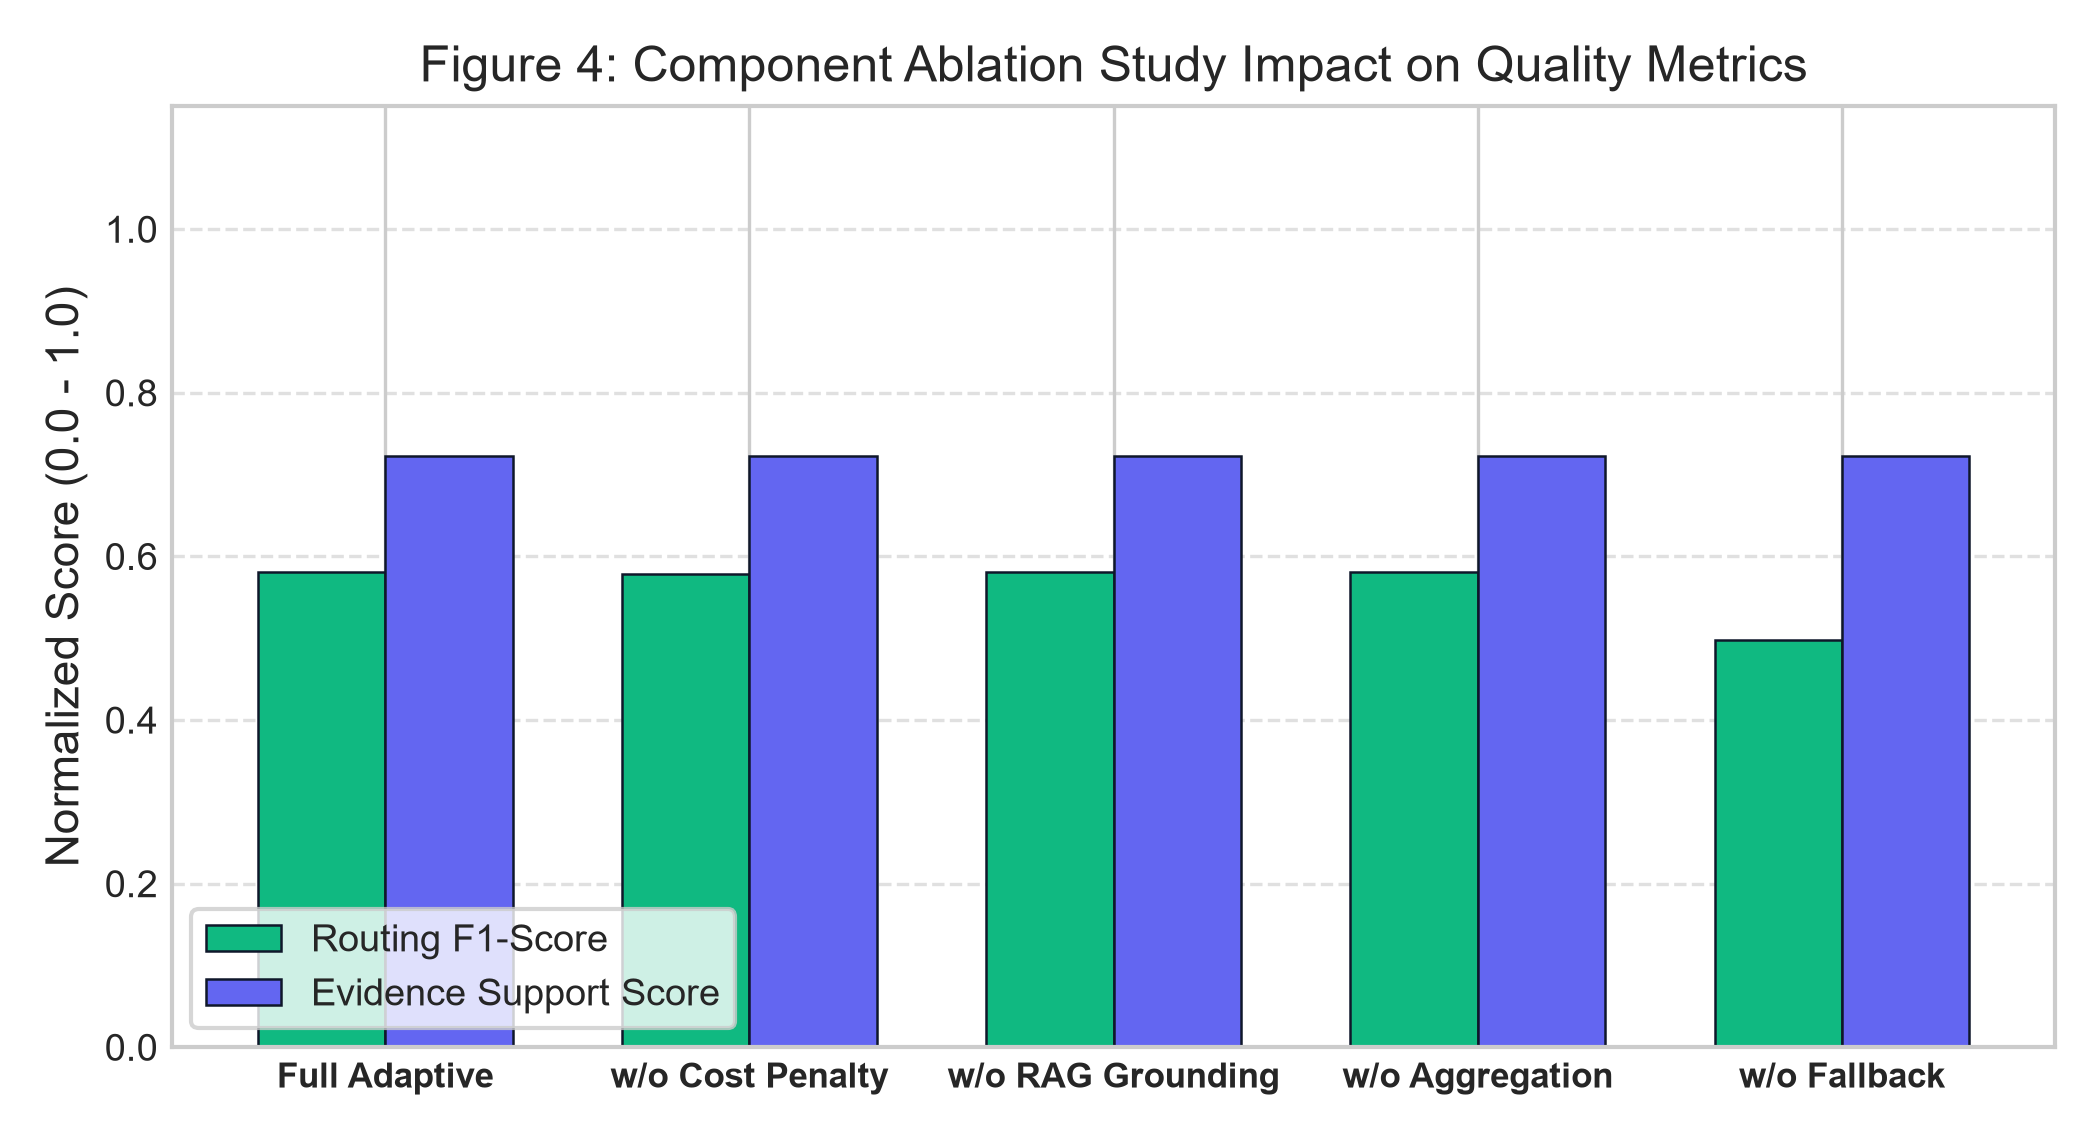 Figure 4: Component Ablation Study Impact on Quality Metrics
Normalized Score (0.0 - 1.0)
1.0
0.8
0.6
0.4
0.2
0.0
Routing F1-Score
Evidence Support Score
Full Adaptive
w/o Cost Penalty
w/o RAG Grounding
w/o Aggregation
w/o Fallback